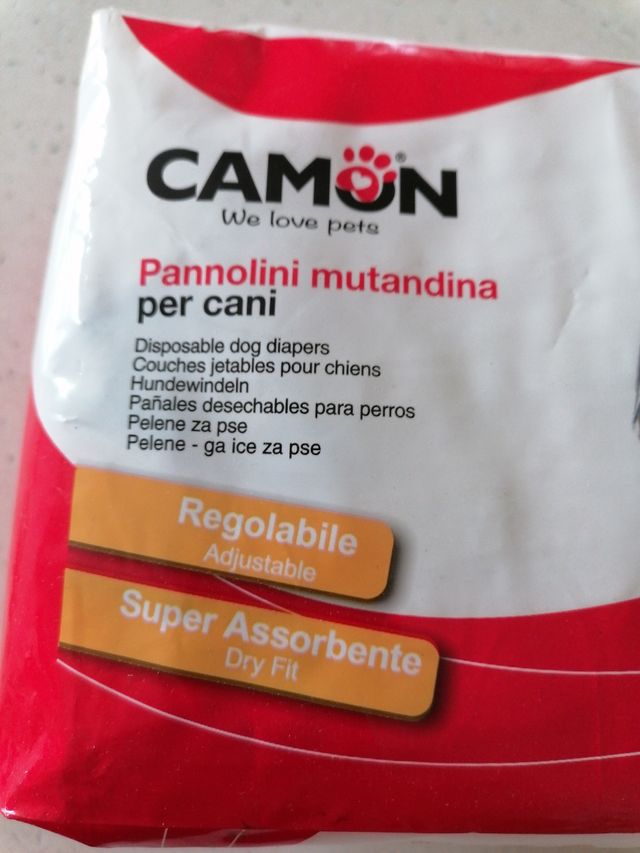 CAMON®
We love pets
Pannolini mutandina
per cani
Disposable dog diapers
Couches jetables pour chiens
Hundewindeln
Pañales desechables para perros
Pelene za pse
Pelene - ga ice za pse
Regolabile
Adjustable
Super Assorbente
Dry Fit